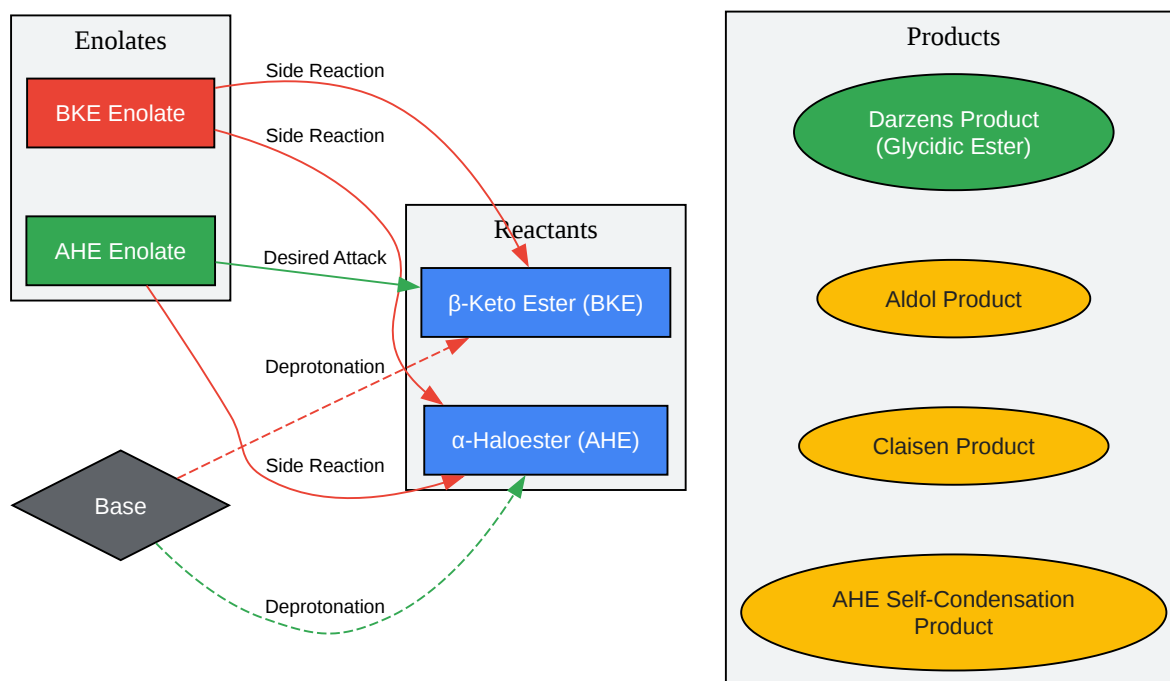 Enolates
BKE Enolate
AHE Enolate
Base
Side Reaction
Side Reaction
Desired Attack
Deprotonation
Side Reaction
Deprotonation
Reactants
β-Keto Ester (BKE)
α-Haloester (AHE)
Products
Darzens Product
(Glycidic Ester)
Aldol Product
Claisen Product
AHE Self-Condensation
Product